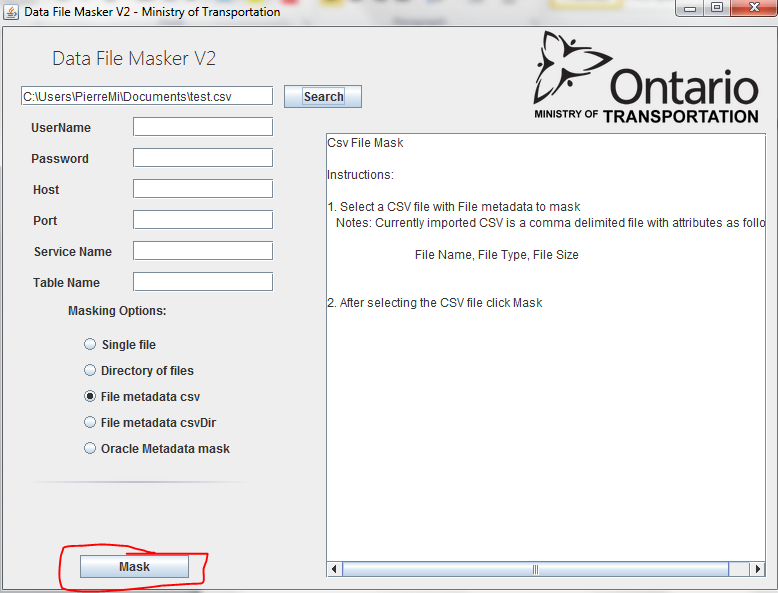 Data File Masker V2 - Ministry of Transportation
Data File Masker V2
C:\Users\PierreMi\Documents\test.csv
Search
Ontario
MINISTRY OF TRANSPORTATION
UserName
Password
Host
Port
Service Name
Table Name
Masking Options:
Single file
Directory of files
File metadata csv
File metadata csvDir
Oracle Metadata mask
Mask
Csv File Mask
Instructions:
1. Select a CSV file with File metadata to mask
Notes: Currently imported CSV is a comma delimited file with attributes as follo
File Name, File Type, File Size
2. After selecting the CSV file click Mask